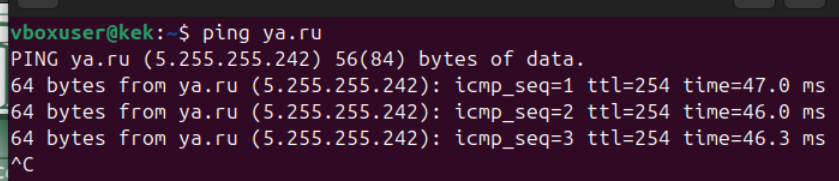 vboxuser@kek:~$ ping ya.ru
PING ya.ru (5.255.255.242) 56(84) bytes of data.
64 bytes from ya.ru (5.255.255.242): icmp_seq=1 ttl=254 time=47.0 ms
64 bytes from ya.ru (5.255.255.242): icmp_seq=2 ttl=254 time=46.0 ms
64 bytes from ya.ru (5.255.255.242): icmp_seq=3 ttl=254 time=46.3 ms
^C